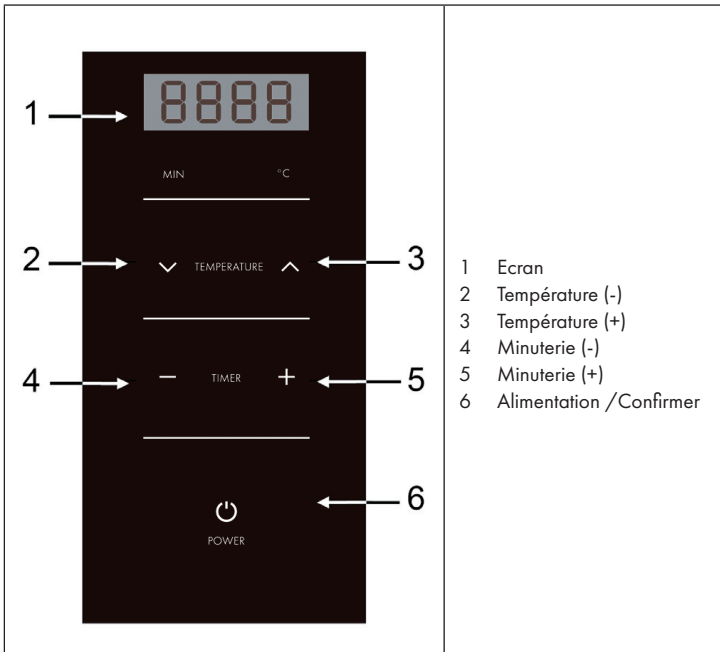 1
8888
MIN °C
2
TEMPERATURE
3
4
− TIMER +
5
6
POWER
1 Ecran
2 Température (-)
3 Température (+)
4 Minuterie (-)
5 Minuterie (+)
6 Alimentation /Confirmer